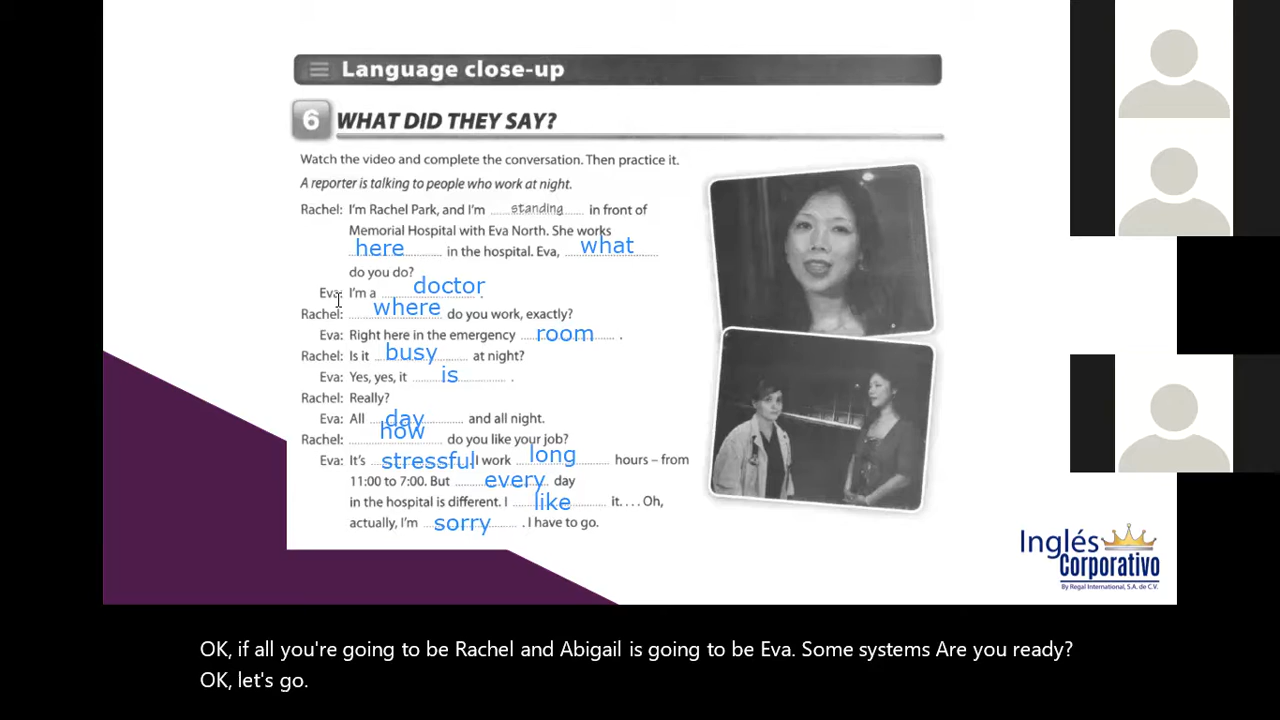 Language close-up
6 WHAT DID THEY SAY?
Watch the video and complete the conversation. Then practice it.
A reporter is talking to people who work at night.
Rachel: I'm Rachel Park, and I'm standing in front of
Memorial Hospital with Eva North. She works
here in the hospital. Eva, what
do you do?
Eva: I'm a doctor.
Rachel: where do you work, exactly?
Eva: Right here in the emergency room.
Rachel: Is it busy at night?
Eva: Yes, yes, it is.
Rachel: Really?
Eva: All day and all night.
Rachel: how do you like your job?
Eva: It's stressful I work long hours – from
11:00 to 7:00. But every day
in the hospital is different. I like it. . . . Oh,
actually, I'm sorry. I have to go.
Inglés
Corporativo
By Regal International, S.A. de C.V.
OK, if all you're going to be Rachel and Abigail is going to be Eva. Some systems Are you ready?
OK, let's go.